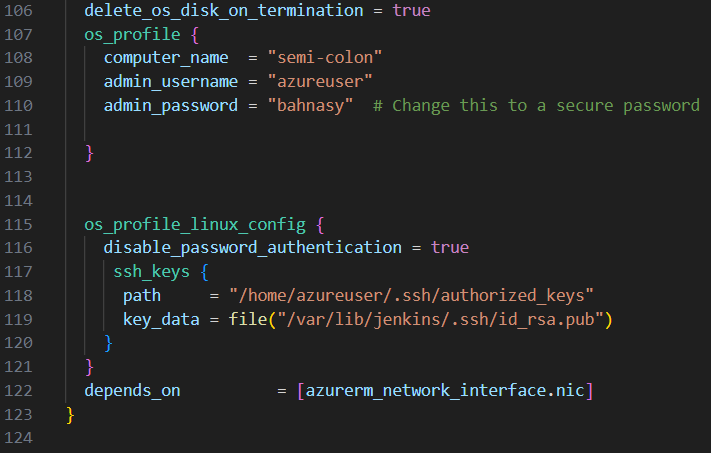 106 delete_os_disk_on_termination = true
107 os_profile {
108 computer_name  = "semi-colon"
109 admin_username = "azureuser"
110 admin_password = "bahnasy"  # Change this to a secure password
111
112 }
113
114
115 os_profile_linux_config {
116 disable_password_authentication = true
117 ssh_keys {
118 path     = "/home/azureuser/.ssh/authorized_keys"
119 key_data = file("/var/lib/jenkins/.ssh/id_rsa.pub")
120 }
121 }
122 depends_on          = [azurerm_network_interface.nic]
123 }
124